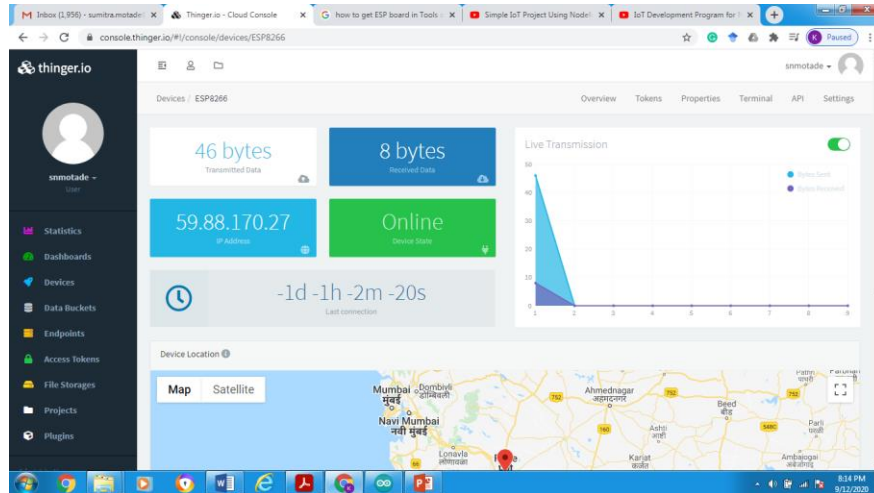 Inbox (1,956) - sumitra.motade
Thinger.io - Cloud Console
how to get ESP board in Tools
Simple IoT Project Using Node
IoT Development Program for
console.thinger.io/#!/console/devices/ESP8266
Paused
thinger.io
snmotade
Devices / ESP8266
Overview Tokens Properties Terminal API Settings
snmotade
User
Statistics
Dashboards
Devices
Data Buckets
Endpoints
Access Tokens
File Storages
Projects
Plugins
46 bytes
Transmitted Data
8 bytes
Received Data
59.88.170.27
IP Address
Online
Device State
-1d -1h -2m -20s
Last connection
Live Transmission
Bytes Sent
Bytes Received
50
40
30
20
10
0
1 2 3 4 5 6 7 8 9
Device Location
Map Satellite
Mumbai
मुंबई
Dombivli
डोंबिवली
Navi Mumbai
नवी मुंबई
Lonavla
लोणावळा
Ahmednagar
अहमदनगर
Beed
बीड
Ashti
आष्टी
Karjat
कर्जत
Parli
परळी
Ambajogai
अंबाजोगाई
8:14 PM
9/12/2020